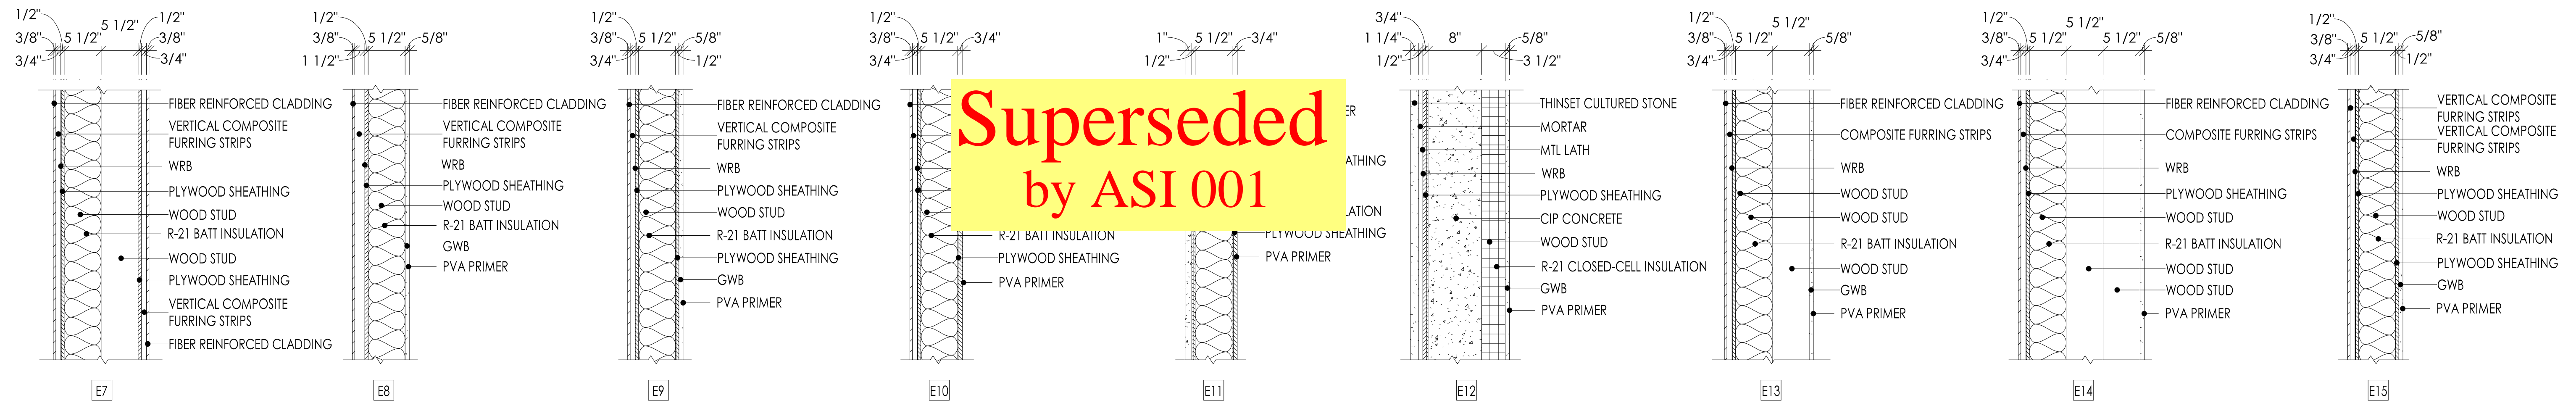 1/2"
5 1/2"
1/2"
3/8"
5 1/2"
3/8"
3/4"
3/4"
FIBER REINFORCED CLADDING
VERTICAL COMPOSITE
FURRING STRIPS
WRB
PLYWOOD SHEATHING
WOOD STUD
R-21 BATT INSULATION
WOOD STUD
PLYWOOD SHEATHING
VERTICAL COMPOSITE
FURRING STRIPS
FIBER REINFORCED CLADDING
E7
1/2"
3/8"
5 1/2"
5/8"
1 1/2"
FIBER REINFORCED CLADDING
VERTICAL COMPOSITE
FURRING STRIPS
WRB
PLYWOOD SHEATHING
WOOD STUD
R-21 BATT INSULATION
GWB
PVA PRIMER
E8
1/2"
3/8"
5 1/2"
5/8"
3/4"
1/2"
FIBER REINFORCED CLADDING
VERTICAL COMPOSITE
FURRING STRIPS
WRB
PLYWOOD SHEATHING
WOOD STUD
R-21 BATT INSULATION
PLYWOOD SHEATHING
GWB
PVA PRIMER
E9
1/2"
3/8"
5 1/2"
3/4"
3/4"
R-21 BATT INSULATION
PLYWOOD SHEATHING
PVA PRIMER
E10
Superseded
by ASI 001
1"
5 1/2"
3/4"
1/2"
PLYWOOD SHEATHING
PVA PRIMER
E11
3/4"
1 1/4"
8"
5/8"
1/2"
3 1/2"
THINSET CULTURED STONE
MORTAR
MTL LATH
WRB
PLYWOOD SHEATHING
CIP CONCRETE
WOOD STUD
R-21 CLOSED-CELL INSULATION
GWB
PVA PRIMER
E12
1/2"
5 1/2"
3/8"
5 1/2"
5/8"
3/4"
FIBER REINFORCED CLADDING
COMPOSITE FURRING STRIPS
WRB
WOOD STUD
WOOD STUD
R-21 BATT INSULATION
WOOD STUD
GWB
PVA PRIMER
E13
1/2"
5 1/2"
3/8"
5 1/2"
5 1/2"
5/8"
3/4"
FIBER REINFORCED CLADDING
COMPOSITE FURRING STRIPS
WRB
PLYWOOD SHEATHING
WOOD STUD
R-21 BATT INSULATION
WOOD STUD
WOOD STUD
PVA PRIMER
E14
1/2"
3/8"
5 1/2"
5/8"
3/4"
1/2"
VERTICAL COMPOSITE
FURRING STRIPS
VERTICAL COMPOSITE
FURRING STRIPS
WRB
PLYWOOD SHEATHING
WOOD STUD
R-21 BATT INSULATION
PLYWOOD SHEATHING
GWB
PVA PRIMER
E15